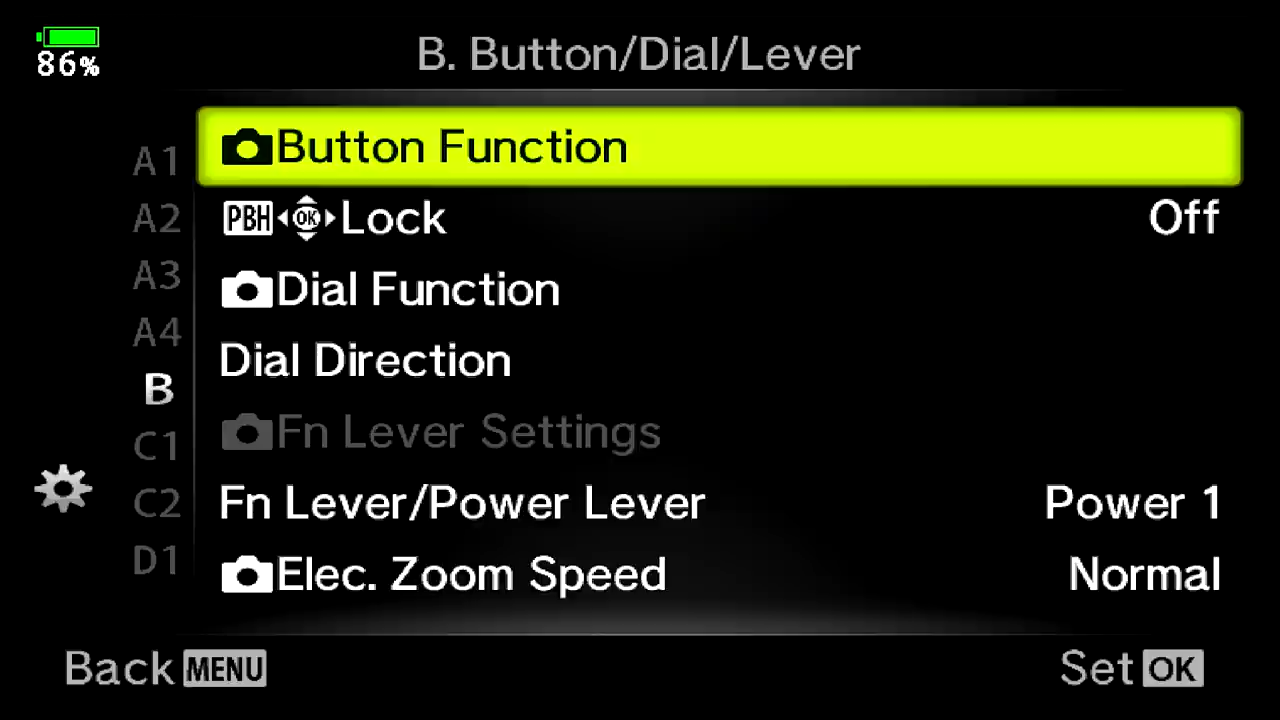 86%
B. Button/Dial/Lever
A1
A2
A3
A4
B
C1
C2
D1
Button Function
PBH OK Lock Off
Dial Function
Dial Direction
Fn Lever Settings
Fn Lever/Power Lever Power 1
Elec. Zoom Speed Normal
Back MENU
Set OK